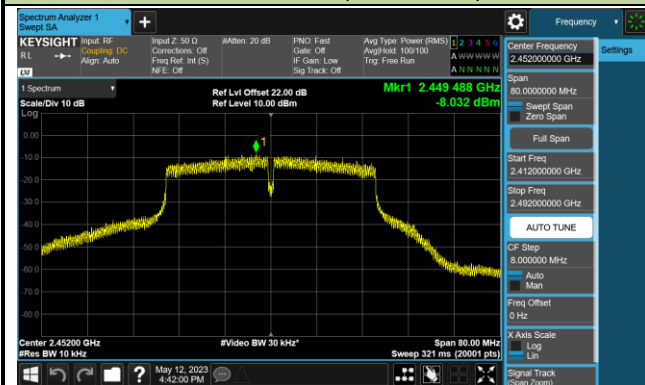 Spectrum Analyzer 1
Swept SA
Frequency
KEYSIGHT
R L
LXI
Input: RF
Coupling: DC
Align: Auto
Input Z: 50 Ω
Corrections: Off
Freq Ref: Int (S)
NFE: Off
#Atten: 20 dB
PNO: Fast
Gate: Off
IF Gain: Low
Sig Track: Off
Avg Type: Power (RMS)
Avg|Hold: 100/100
Trig: Free Run
1 2 3 4 5 6
A W W W W W
A N N N N N
Center Frequency
2.452000000 GHz
Settings
1 Spectrum
Scale/Div 10 dB
Log
Ref Lvl Offset 22.00 dB
Ref Level 10.00 dBm
Mkr1 2.449 488 GHz
-8.032 dBm
Span
80.0000000 MHz
Swept Span
Zero Span
Full Span
Start Freq
2.412000000 GHz
Stop Freq
2.492000000 GHz
AUTO TUNE
CF Step
8.000000 MHz
Auto
Man
Freq Offset
0 Hz
X Axis Scale
Log
Lin
Signal Track
(Span Zoom)
1
0.00
-10.0
-20.0
-30.0
-40.0
-50.0
-60.0
-70.0
-80.0
Center 2.45200 GHz
#Res BW 10 kHz
#Video BW 30 kHz*
Span 80.00 MHz
Sweep 321 ms (20001 pts)
?
May 12, 2023
4:42:00 PM